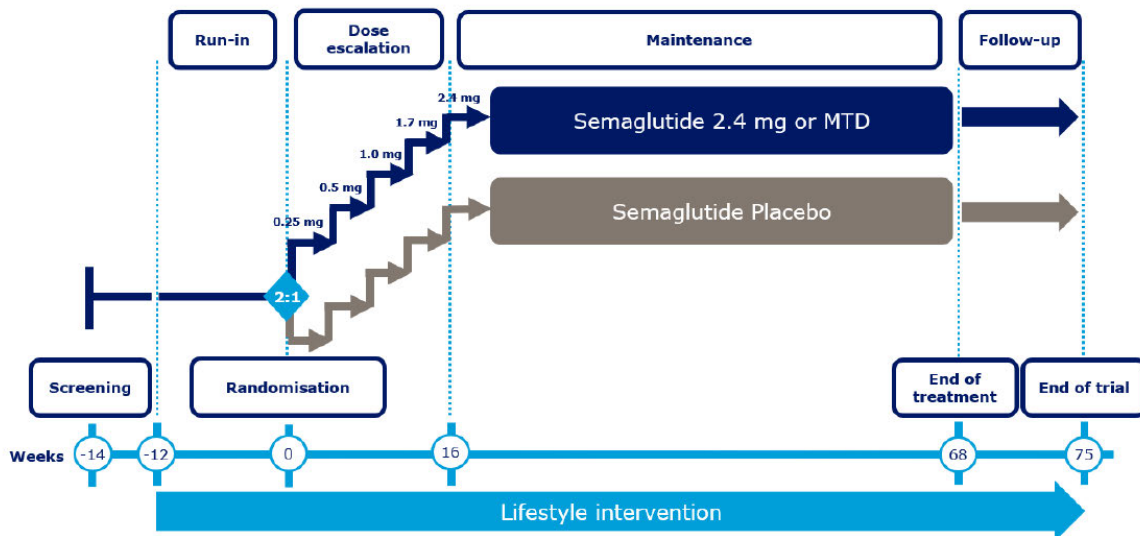 Run-in
Dose
escalation
Maintenance
Follow-up
2.4 mg
1.7 mg
1.0 mg
0.5 mg
0.25 mg
Semaglutide 2.4 mg or MTD
Semaglutide Placebo
2:1
Screening
Randomisation
End of
treatment
End of trial
Weeks -14 -12 0 16 68 75
Lifestyle intervention